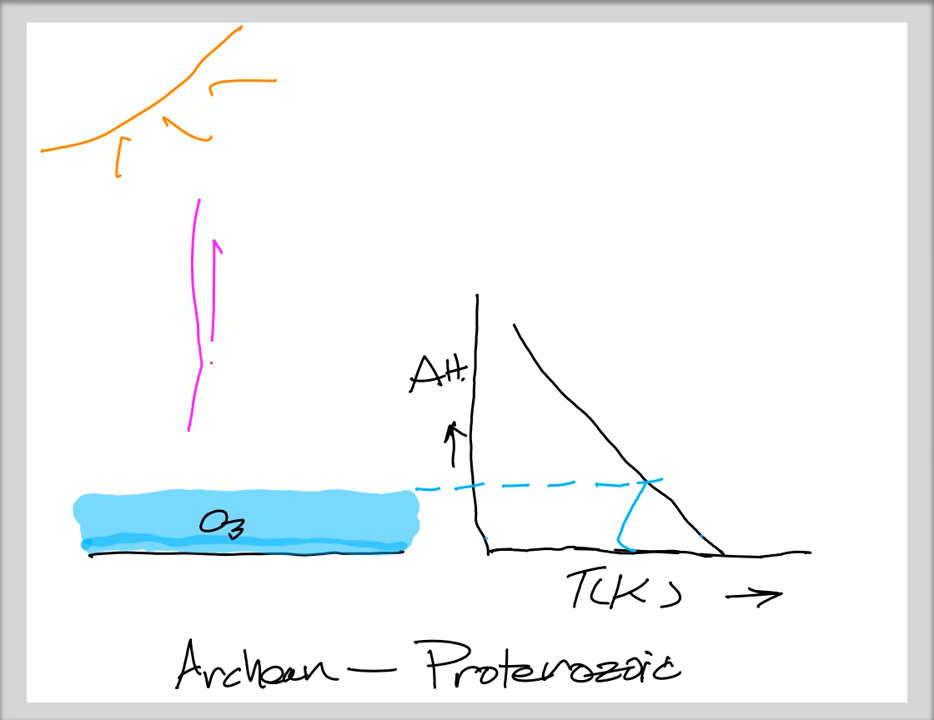 O3
Alt.
T(K)
Archean — Proterozoic